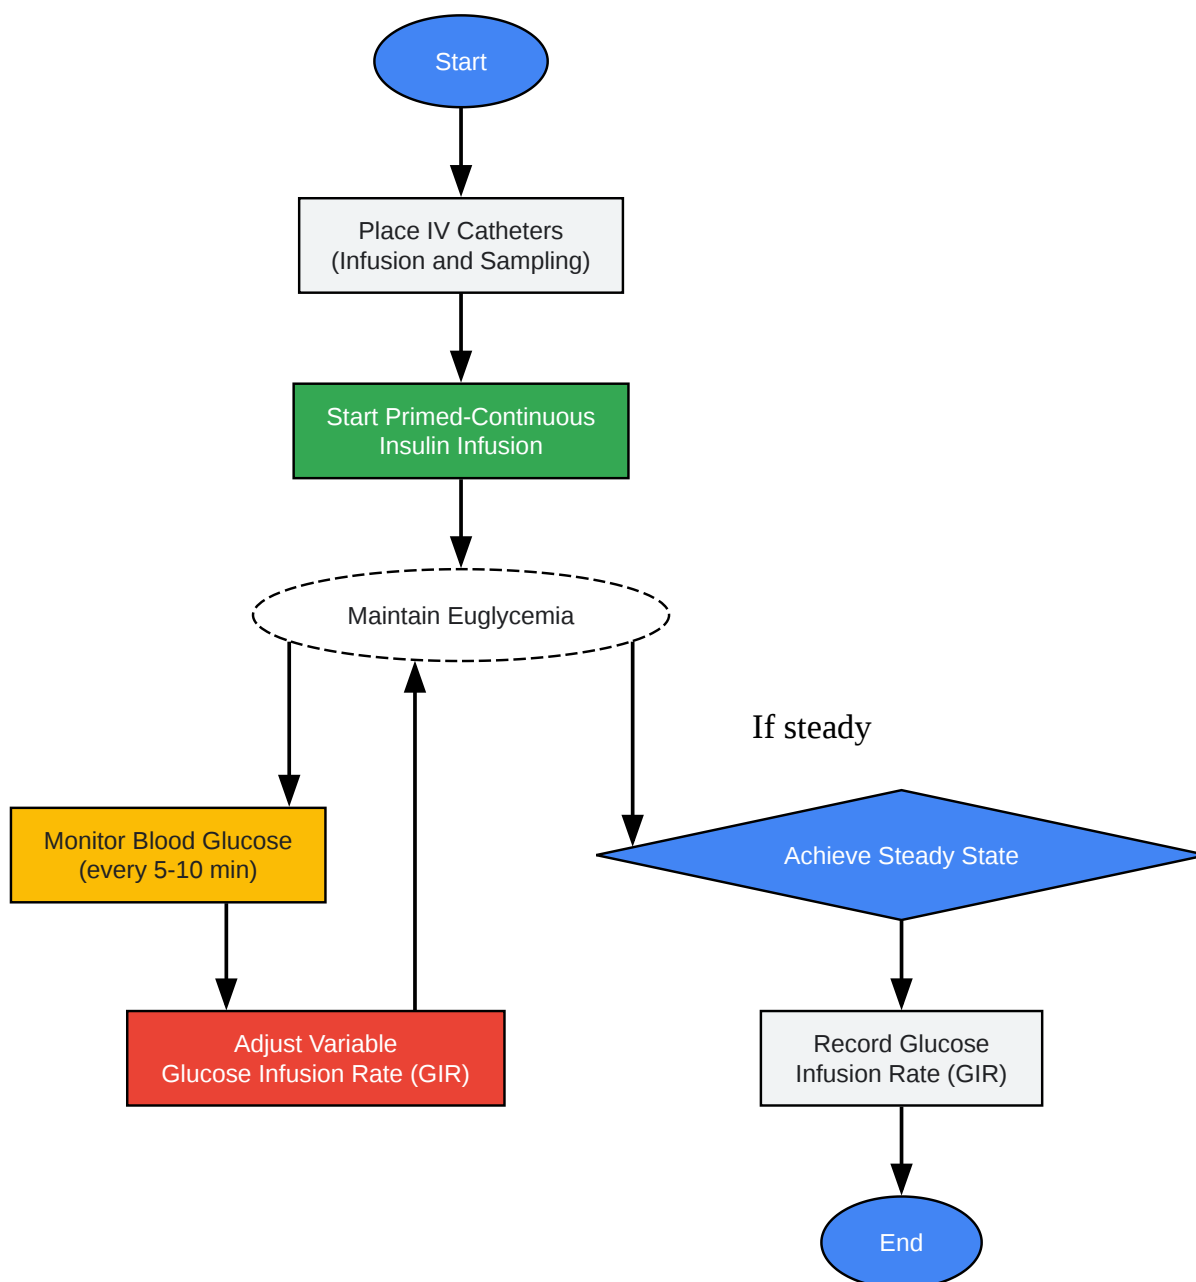 Start
Place IV Catheters
(Infusion and Sampling)
Start Primed-Continuous
Insulin Infusion
Maintain Euglycemia
If steady
Monitor Blood Glucose
(every 5-10 min)
Achieve Steady State
Adjust Variable
Glucose Infusion Rate (GIR)
Record Glucose
Infusion Rate (GIR)
End